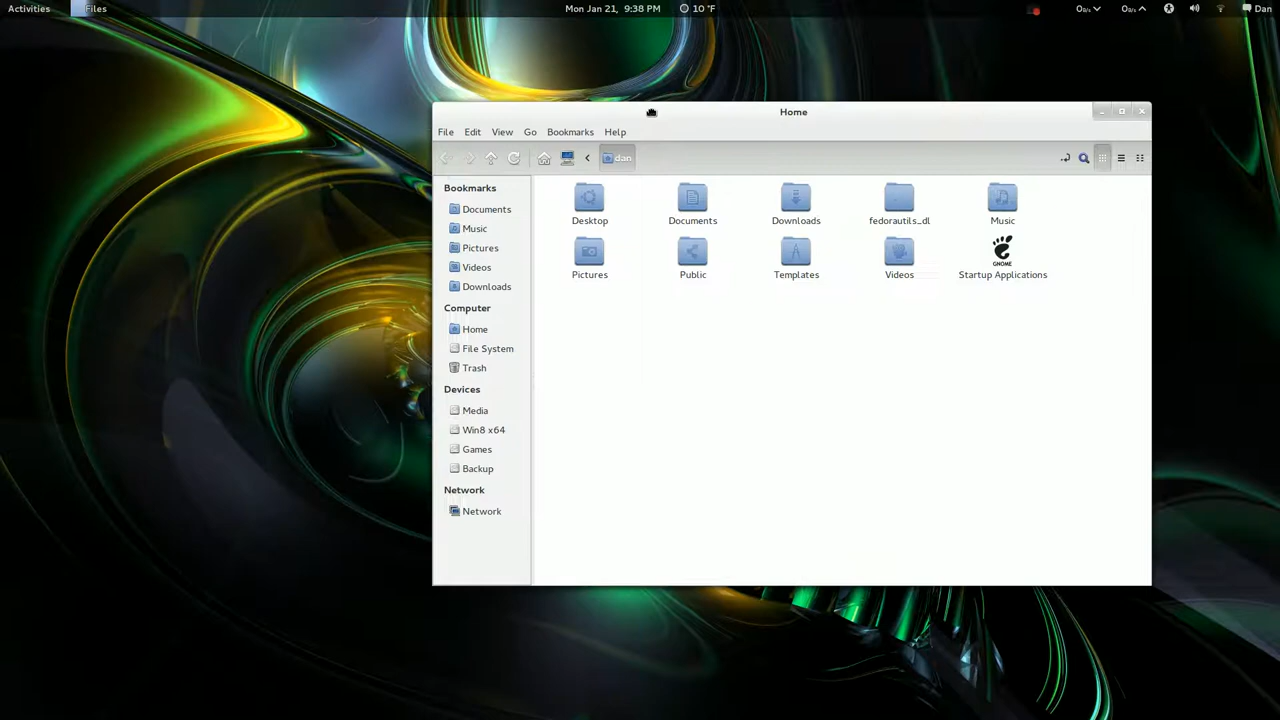 Activities Files Mon Jan 21, 9:38 PM 10 °F Dan
Home
File Edit View Go Bookmarks Help
dan
Bookmarks
Documents
Music
Pictures
Videos
Downloads
Computer
Home
File System
Trash
Devices
Media
Win8 x64
Games
Backup
Network
Network
Desktop Documents Downloads fedorautils_dl Music
Pictures Public Templates Videos Startup Applications
GNOME